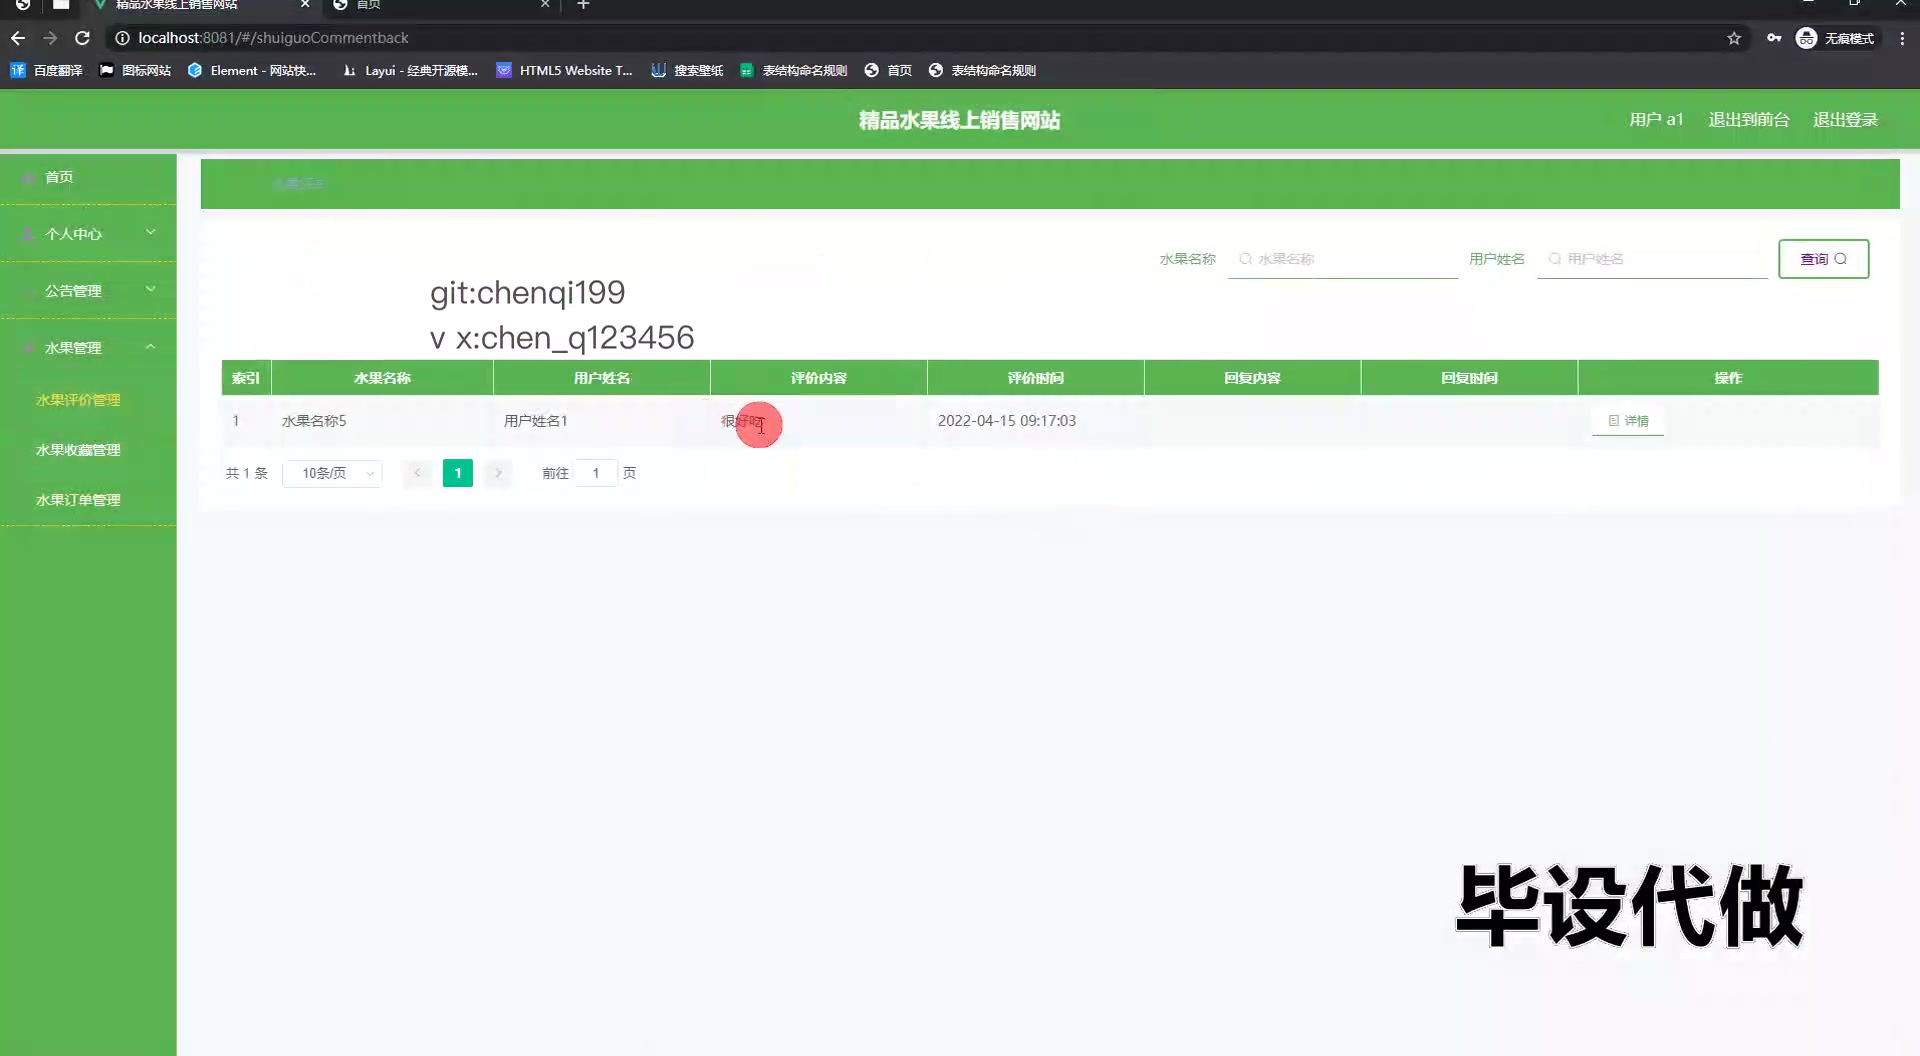 精品水果线上销售网站
首页
localhost:8081/#/shuiguoCommentback
无痕模式
百度翻译
图标网站
Element - 网站快...
Layui - 经典开源模...
HTML5 Website T...
搜索壁纸
表结构命名规则
首页
表结构命名规则
精品水果线上销售网站
用户 a1
退出到前台
退出登录
首页
个人中心
公告管理
水果管理
水果评价管理
水果收藏管理
水果订单管理
水果名称
水果名称
用户姓名
用户姓名
查询
git:chenqi199
v x:chen_q123456
索引 水果名称 用户姓名 评价内容 评价时间 回复内容 回复时间 操作
1 水果名称5 用户姓名1 很好吃 2022-04-15 09:17:03 详情
共 1 条 10条/页 1 前往 1 页
毕设代做